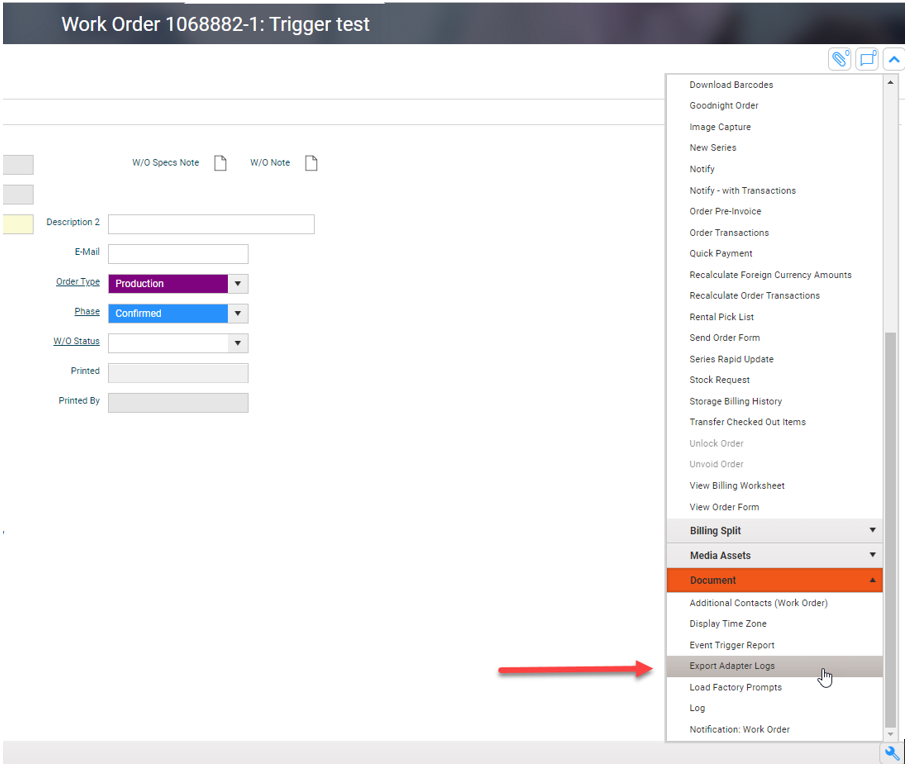 Work Order 1068882-1: Trigger test
0
0
Download Barcodes
Goodnight Order
Image Capture
New Series
Notify
Notify - with Transactions
Order Pre-Invoice
Order Transactions
Quick Payment
Recalculate Foreign Currency Amounts
Recalculate Order Transactions
Rental Pick List
Send Order Form
Series Rapid Update
Stock Request
Storage Billing History
Transfer Checked Out Items
Unlock Order
Unvoid Order
View Billing Worksheet
View Order Form
Billing Split
Media Assets
Document
Additional Contacts (Work Order)
Display Time Zone
Event Trigger Report
Export Adapter Logs
Load Factory Prompts
Log
Notification: Work Order
W/O Specs Note W/O Note
Description 2
E-Mail
Order Type Production
Phase Confirmed
W/O Status
Printed
Printed By